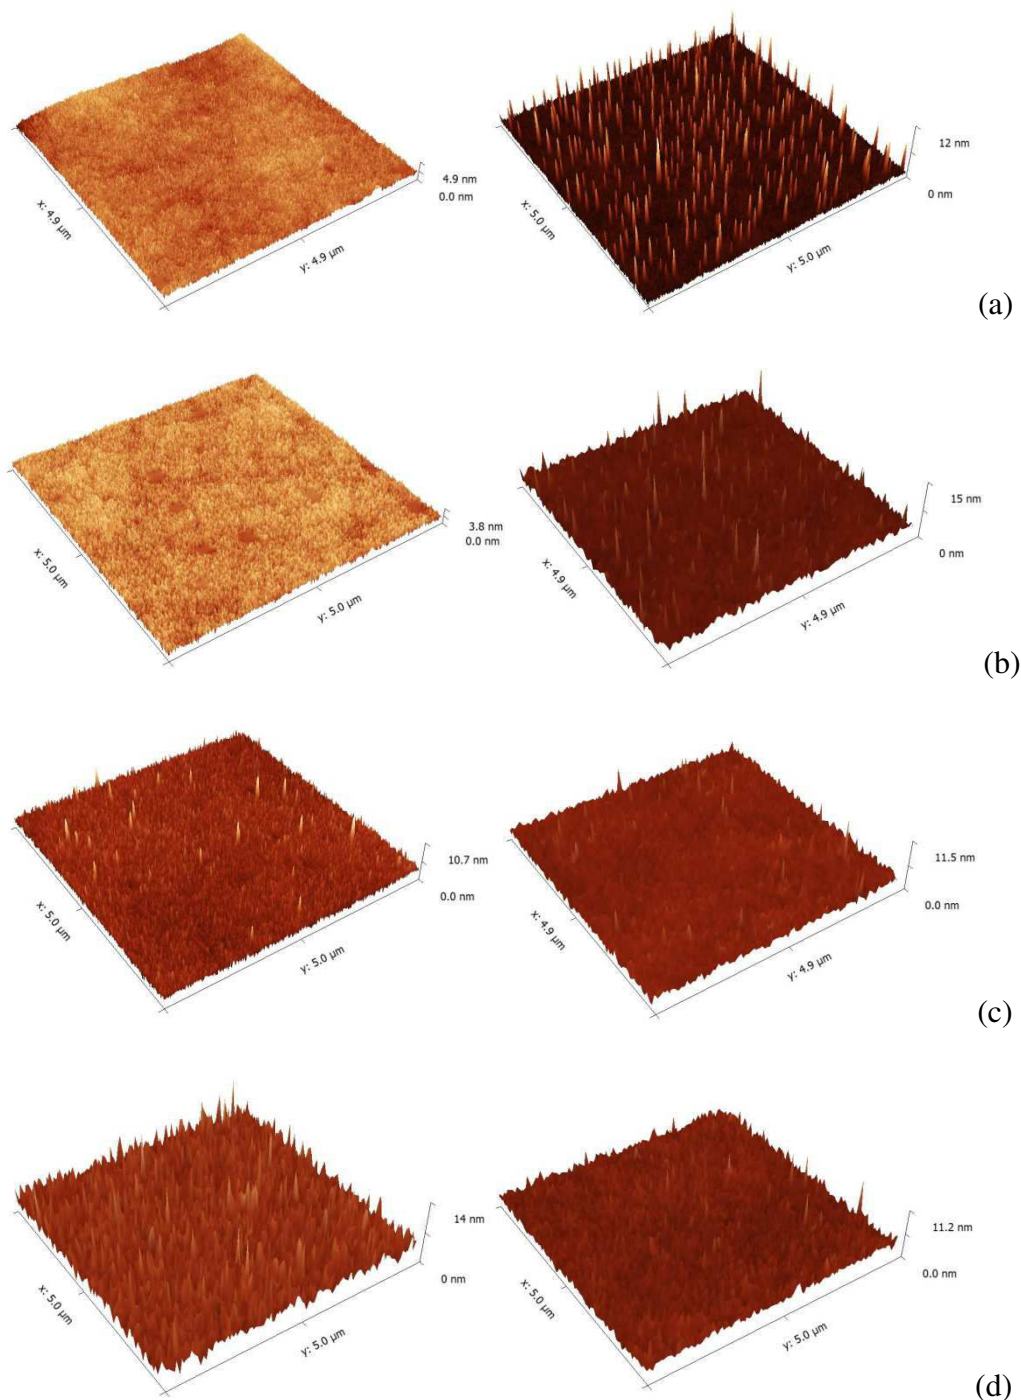 4.9 nm
0.0 nm
x: 4.9 µm
y: 4.9 µm
12 nm
0 nm
x: 5.0 µm
y: 5.0 µm
(a)
3.8 nm
0.0 nm
x: 5.0 µm
y: 5.0 µm
15 nm
0 nm
x: 4.9 µm
y: 4.9 µm
(b)
10.7 nm
0.0 nm
x: 5.0 µm
y: 5.0 µm
11.5 nm
0.0 nm
x: 4.9 µm
y: 4.9 µm
(c)
14 nm
0 nm
x: 5.0 µm
y: 5.0 µm
11.2 nm
0.0 nm
x: 5.0 µm
y: 5.0 µm
(d)